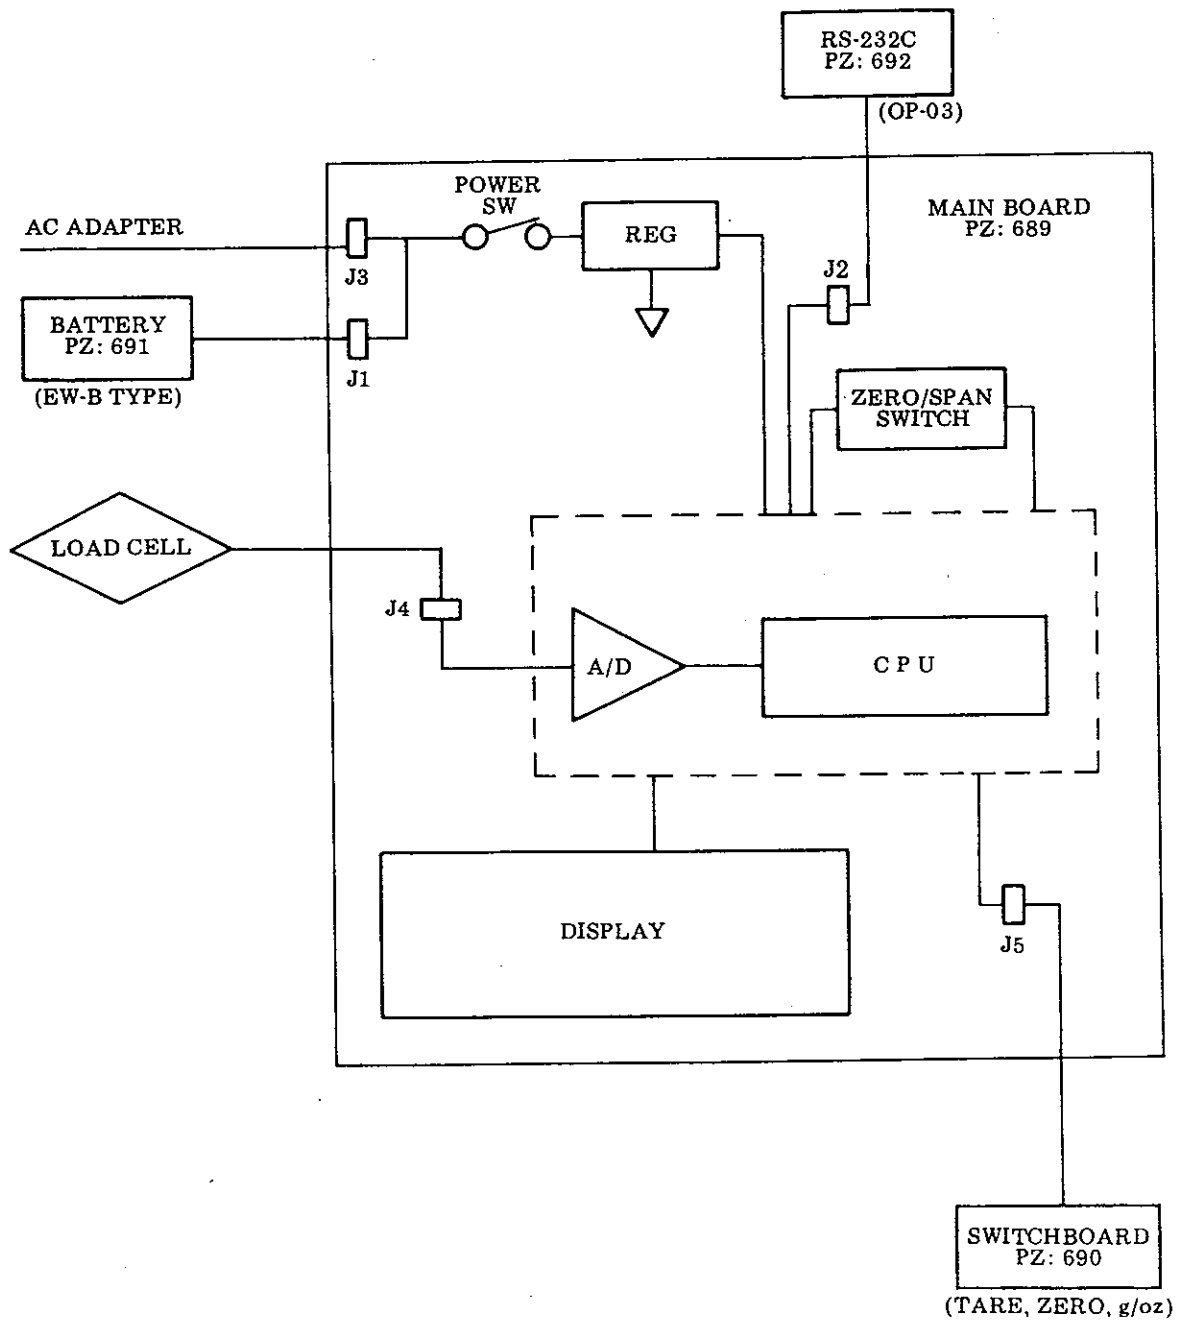 RS-232C
PZ: 692
(OP-03)
POWER
SW
MAIN BOARD
PZ: 689
AC ADAPTER
REG
J3
J2
BATTERY
PZ: 691
J1
(EW-B TYPE)
ZERO/SPAN
SWITCH
LOAD CELL
J4
A/D
CPU
DISPLAY
J5
SWITCHBOARD
PZ: 690
(TARE, ZERO, g/oz)